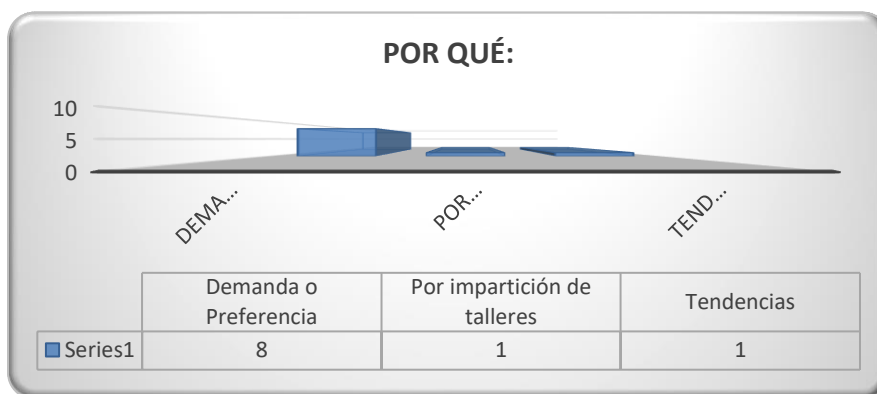 POR QUÉ:
10
5
0
DEMA...
POR...
TEND...
Demanda o
Preferencia
Por impartición de
talleres
Tendencias
Series1
8
1
1